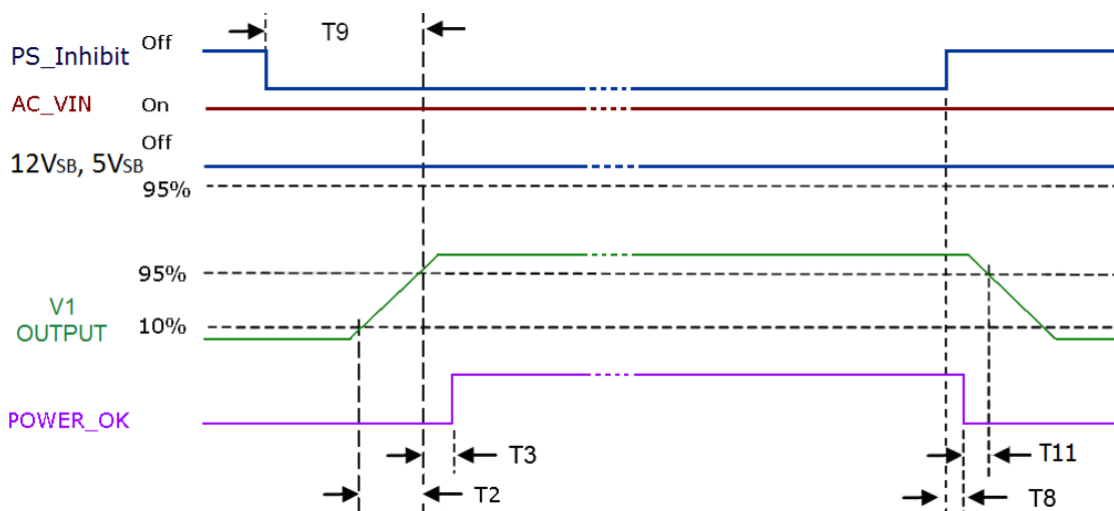 T9
Off
PS_Inhibit
AC_VIN On
Off
12VSB, 5VSB
95%
95%
V1
OUTPUT
10%
POWER_OK
T3
T11
T2
T8